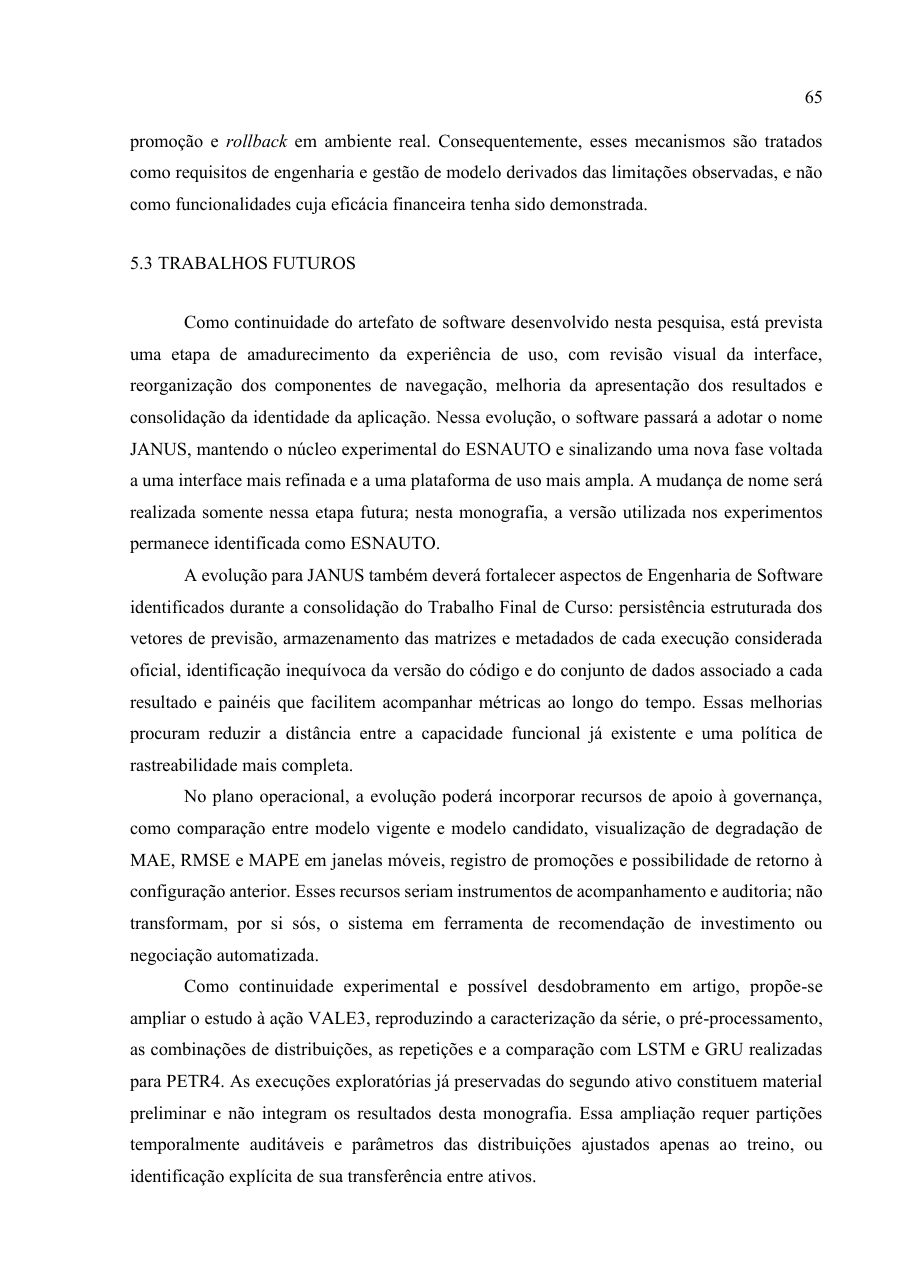 65
promoção e rollback em ambiente real. Consequentemente, esses mecanismos são tratados
como requisitos de engenharia e gestão de modelo derivados das limitações observadas, e não
como funcionalidades cuja eficácia financeira tenha sido demonstrada.
5.3 TRABALHOS FUTUROS
Como continuidade do artefato de software desenvolvido nesta pesquisa, está prevista
uma etapa de amadurecimento da experiência de uso, com revisão visual da interface,
reorganização dos componentes de navegação, melhoria da apresentação dos resultados e
consolidação da identidade da aplicação. Nessa evolução, o software passará a adotar o nome
JANUS, mantendo o núcleo experimental do ESNAUTO e sinalizando uma nova fase voltada
a uma interface mais refinada e a uma plataforma de uso mais ampla. A mudança de nome será
realizada somente nessa etapa futura; nesta monografia, a versão utilizada nos experimentos
permanece identificada como ESNAUTO.
A evolução para JANUS também deverá fortalecer aspectos de Engenharia de Software
identificados durante a consolidação do Trabalho Final de Curso: persistência estruturada dos
vetores de previsão, armazenamento das matrizes e metadados de cada execução considerada
oficial, identificação inequívoca da versão do código e do conjunto de dados associado a cada
resultado e painéis que facilitem acompanhar métricas ao longo do tempo. Essas melhorias
procuram reduzir a distância entre a capacidade funcional já existente e uma política de
rastreabilidade mais completa.
No plano operacional, a evolução poderá incorporar recursos de apoio à governança,
como comparação entre modelo vigente e modelo candidato, visualização de degradação de
MAE, RMSE e MAPE em janelas móveis, registro de promoções e possibilidade de retorno à
configuração anterior. Esses recursos seriam instrumentos de acompanhamento e auditoria; não
transformam, por si sós, o sistema em ferramenta de recomendação de investimento ou
negociação automatizada.
Como continuidade experimental e possível desdobramento em artigo, propõe-se
ampliar o estudo à ação VALE3, reproduzindo a caracterização da série, o pré-processamento,
as combinações de distribuições, as repetições e a comparação com LSTM e GRU realizadas
para PETR4. As execuções exploratórias já preservadas do segundo ativo constituem material
preliminar e não integram os resultados desta monografia. Essa ampliação requer partições
temporalmente auditáveis e parâmetros das distribuições ajustados apenas ao treino, ou
identificação explícita de sua transferência entre ativos.